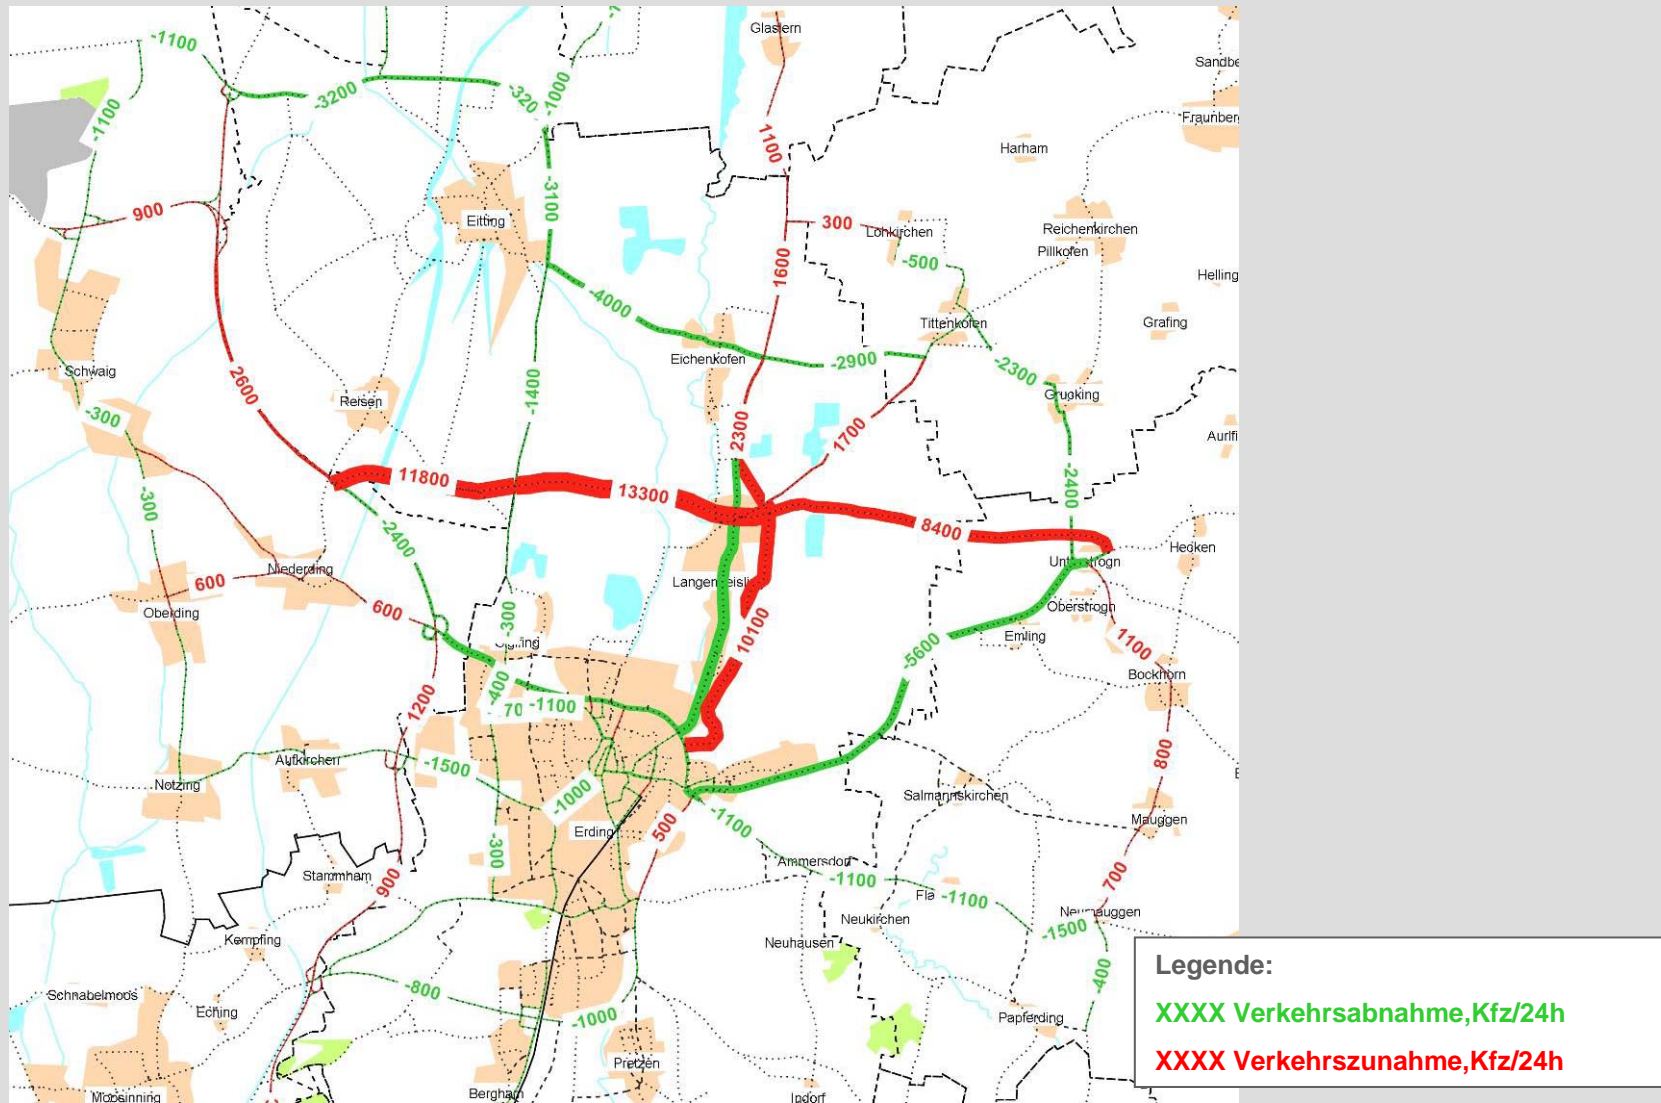 Glaslern
-1100
-1000
Sandbe
-3200
-320
-1100
1100
Fraunber
Harham
-3100
900
Eitting
300
Lohkirchen
Reichenkirchen
Pillkofen
-500
1600
Helling
-4000
Tittenkofen
Grafing
Eichenkofen
-2900
-2300
Schwaig
2600
-1400
Reisen
Grucking
-300
2300
1700
Aurlfi
11800
13300
-2400
-300
8400
-2400
Hecken
Niederding
600
Langen
Oberding
600
-300
Oberstrogn
10100
Emling
1100
-5600
Bockhorn
-400
1200
70
-1100
800
Aufkirchen
-1500
Notzing
-1000
Salmannskirchen
-1100
Mauggen
Erding
500
-300
Ammersdorf
Stammham
900
-1100
700
Fla
-1100
Neukirchen
Neumauggen
-1500
Kempfing
Neuhausen
-400
Schnabelmoos
-800
Eching
-1000
Papferding
Pretzen
Moosinning
Bergham
Indorf
Legende:
XXXX Verkehrsabnahme,Kfz/24h
XXXX Verkehrszunahme,Kfz/24h